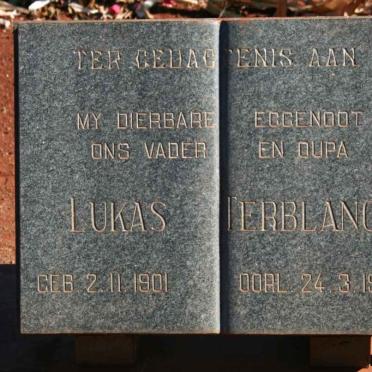 TER GEDAGTENIS AAN
MY DIERBARE EGGENOOT
ONS VADER EN OUPA
LUKAS TERBLANC
GEB 2.11.1901 OORL. 24.3.19